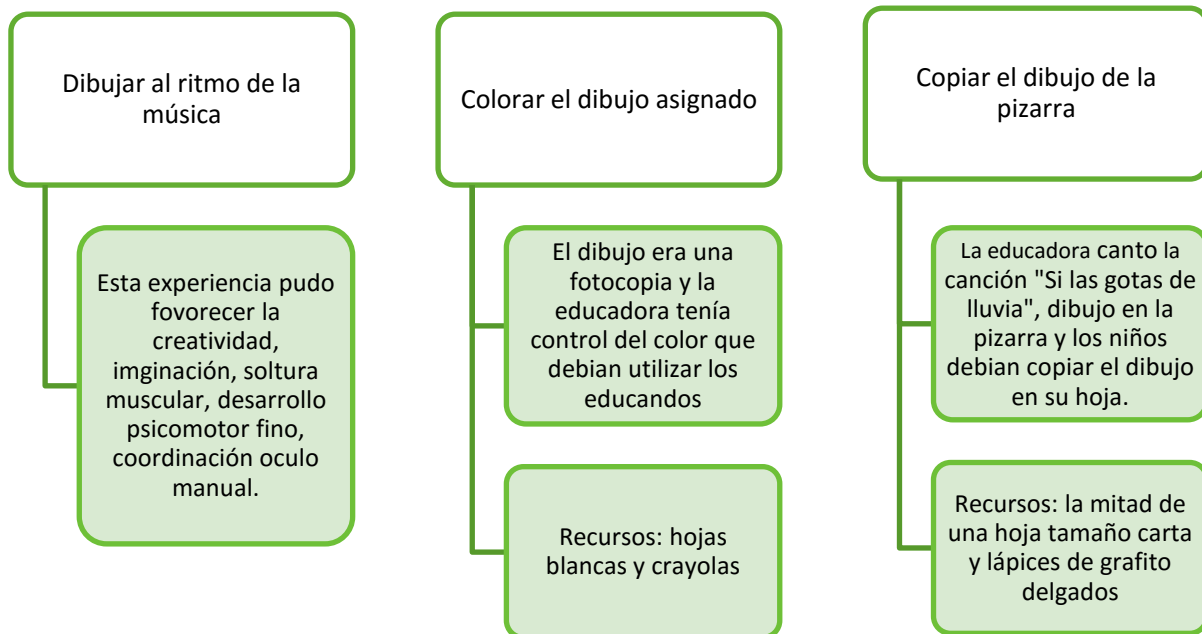 Dibujar al ritmo de la
música
Esta experiencia pudo
fovorecer la
creatividad,
imginación, soltura
muscular, desarrollo
psicomotor fino,
coordinación oculo
manual.
Colorar el dibujo asignado
El dibujo era una
fotocopia y la
educadora tenía
control del color que
debian utilizar los
educandos
Recursos: hojas
blancas y crayolas
Copiar el dibujo de la
pizarra
La educadora canto la
canción "Si las gotas de
lluvia", dibujo en la
pizarra y los niños
debian copiar el dibujo
en su hoja.
Recursos: la mitad de
una hoja tamaño carta
y lápices de grafito
delgados